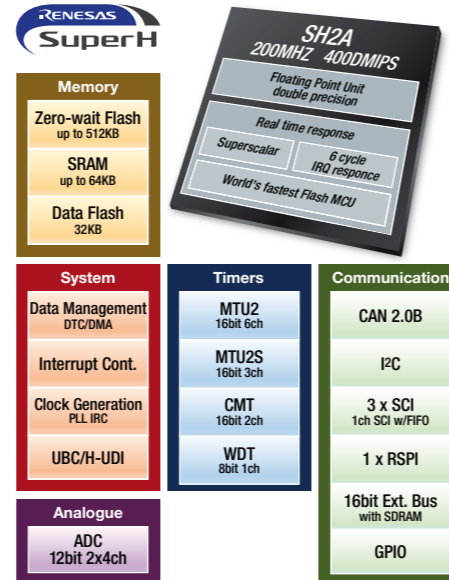 RENESAS
SuperH
SH2A
200MHZ 400DMIPS
Floating Point Unit
double precision
Real time response
Superscalar
6 cycle
IRQ responce
World's fastest Flash MCU
Memory
Zero-wait Flash
up to 512KB
SRAM
up to 64KB
Data Flash
32KB
System
Data Management
DTC/DMA
Interrupt Cont.
Clock Generation
PLL IRC
UBC/H-UDI
Timers
MTU2
16bit 6ch
MTU2S
16bit 3ch
CMT
16bit 2ch
WDT
8bit 1ch
Communication
CAN 2.0B
I²C
3 x SCI
1ch SCI w/FIFO
1 x RSPI
16bit Ext. Bus
with SDRAM
GPIO
Analogue
ADC
12bit 2x4ch